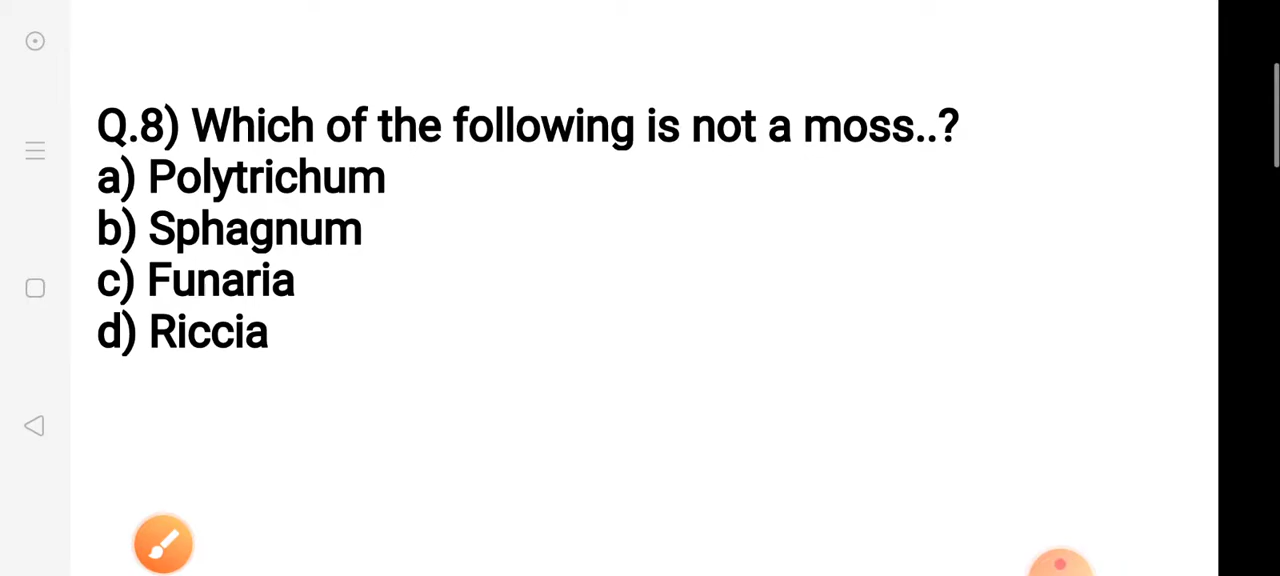 Q.8) Which of the following is not a moss..?
a) Polytrichum
b) Sphagnum
c) Funaria
d) Riccia